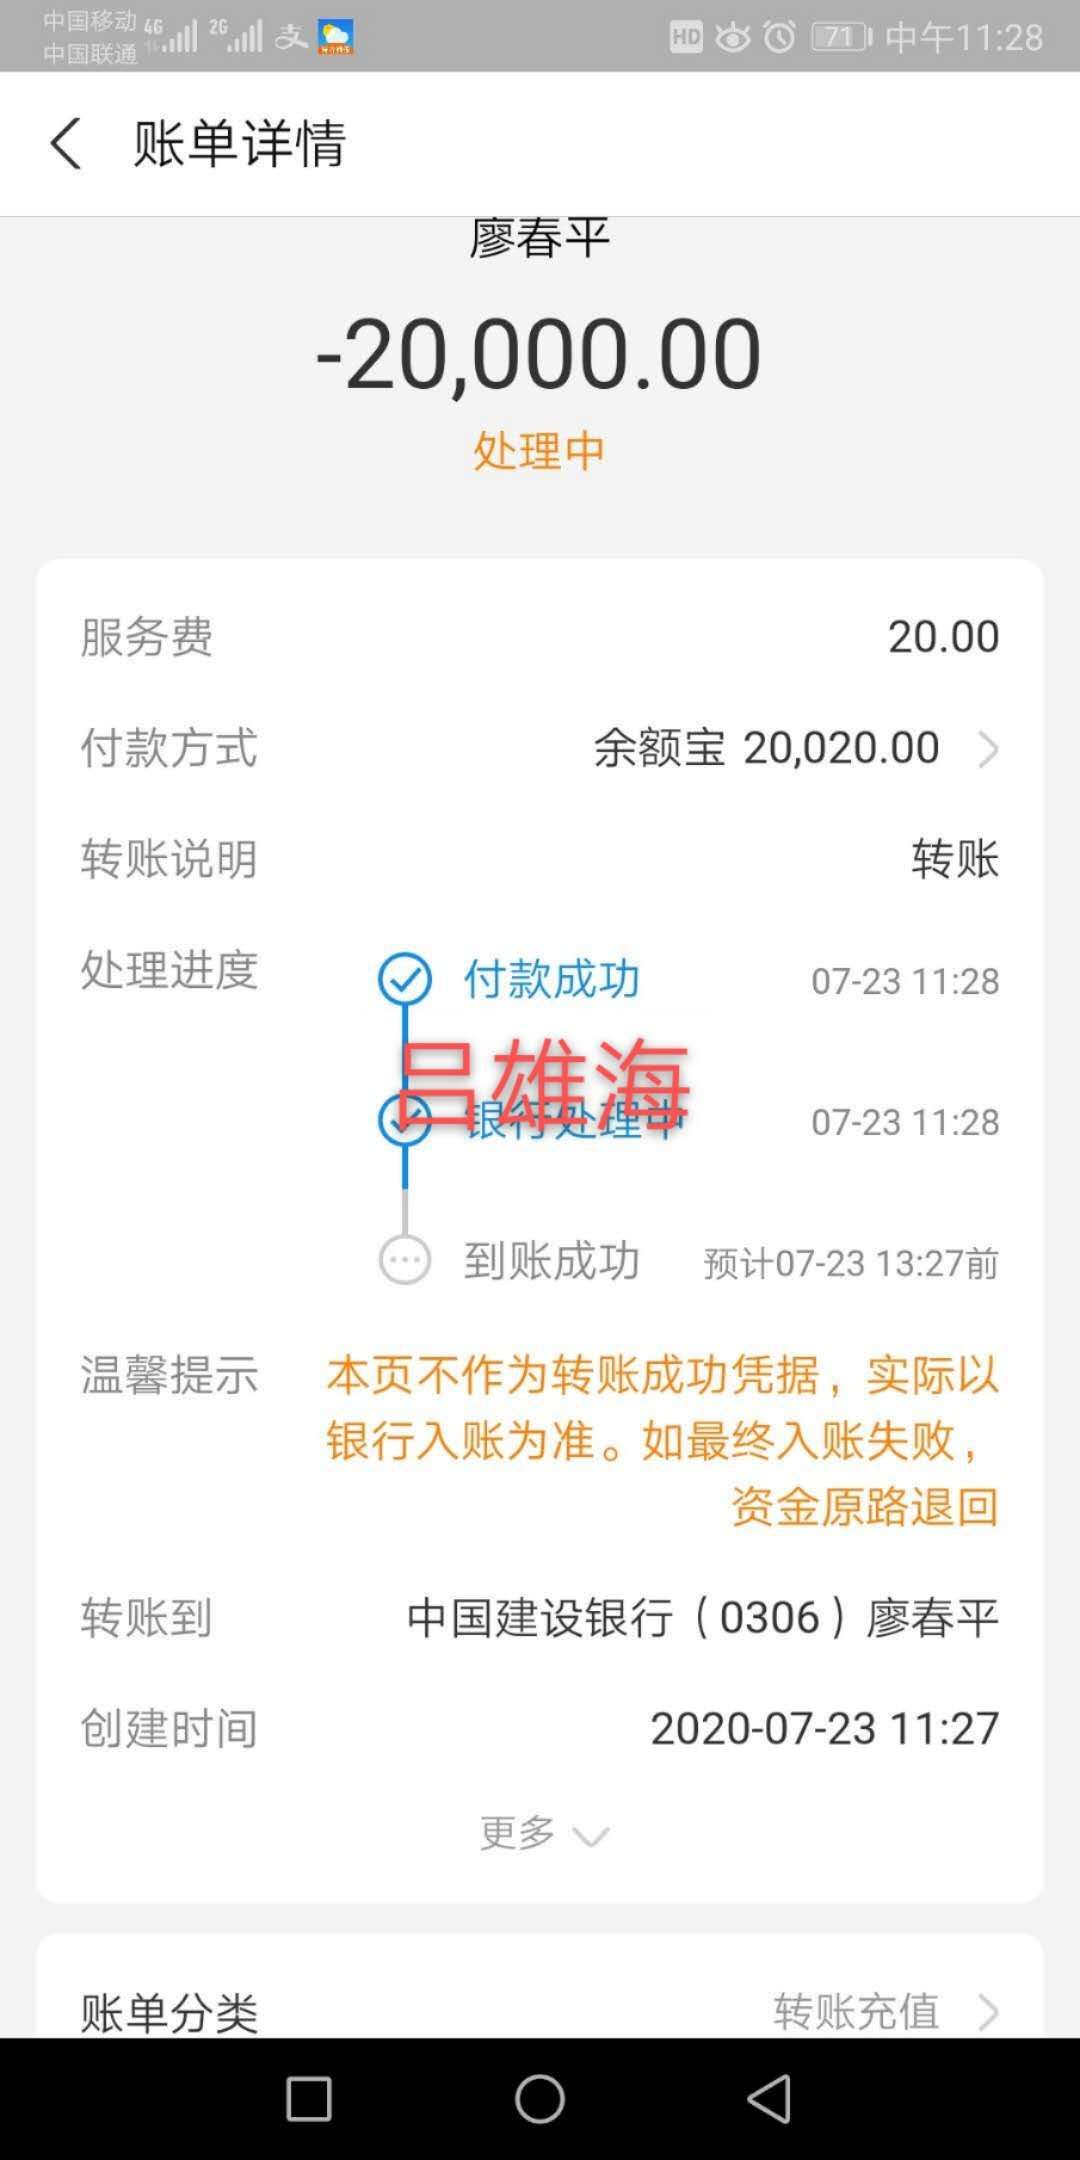 中国移动 4G 2G 支 HD 71 中午11:28
中国联通
账单详情
廖春平
-20,000.00
处理中
服务费 20.00
付款方式 余额宝 20,020.00
转账说明 转账
处理进度 付款成功 07-23 11:28
吕雄海
银行处理中 07-23 11:28
到账成功 预计07-23 13:27前
温馨提示 本页不作为转账成功凭据，实际以
银行入账为准。如最终入账失败，
资金原路退回
转账到 中国建设银行（0306）廖春平
创建时间 2020-07-23 11:27
更多
账单分类 转账充值